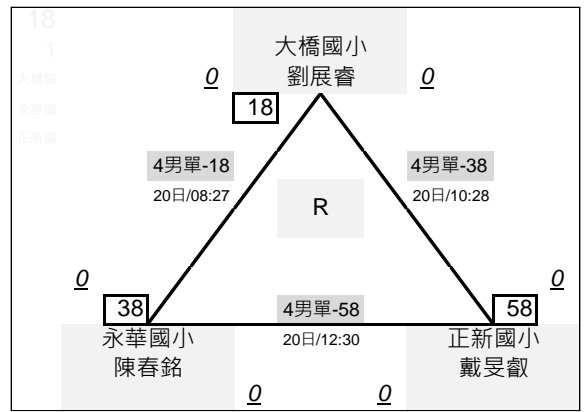 18
1
大橋國
永華國
正新國
大橋國小
劉展睿
0
0
18
4男單-18
20日/08:27
4男單-38
20日/10:28
R
0
0
38
58
4男單-58
20日/12:30
永華國小
陳春銘
正新國小
戴旻叡
0
0